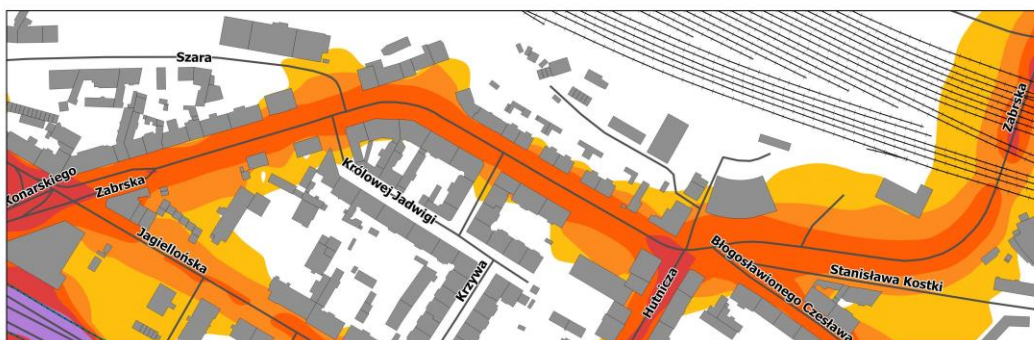 Szara
Zabrska
Konarskiego
Zabrska
Królowej-Jadwigi
Jagiellońska
Krzywa
Hutnicza
Błogosławionego Czesława
Stanisława Kostki